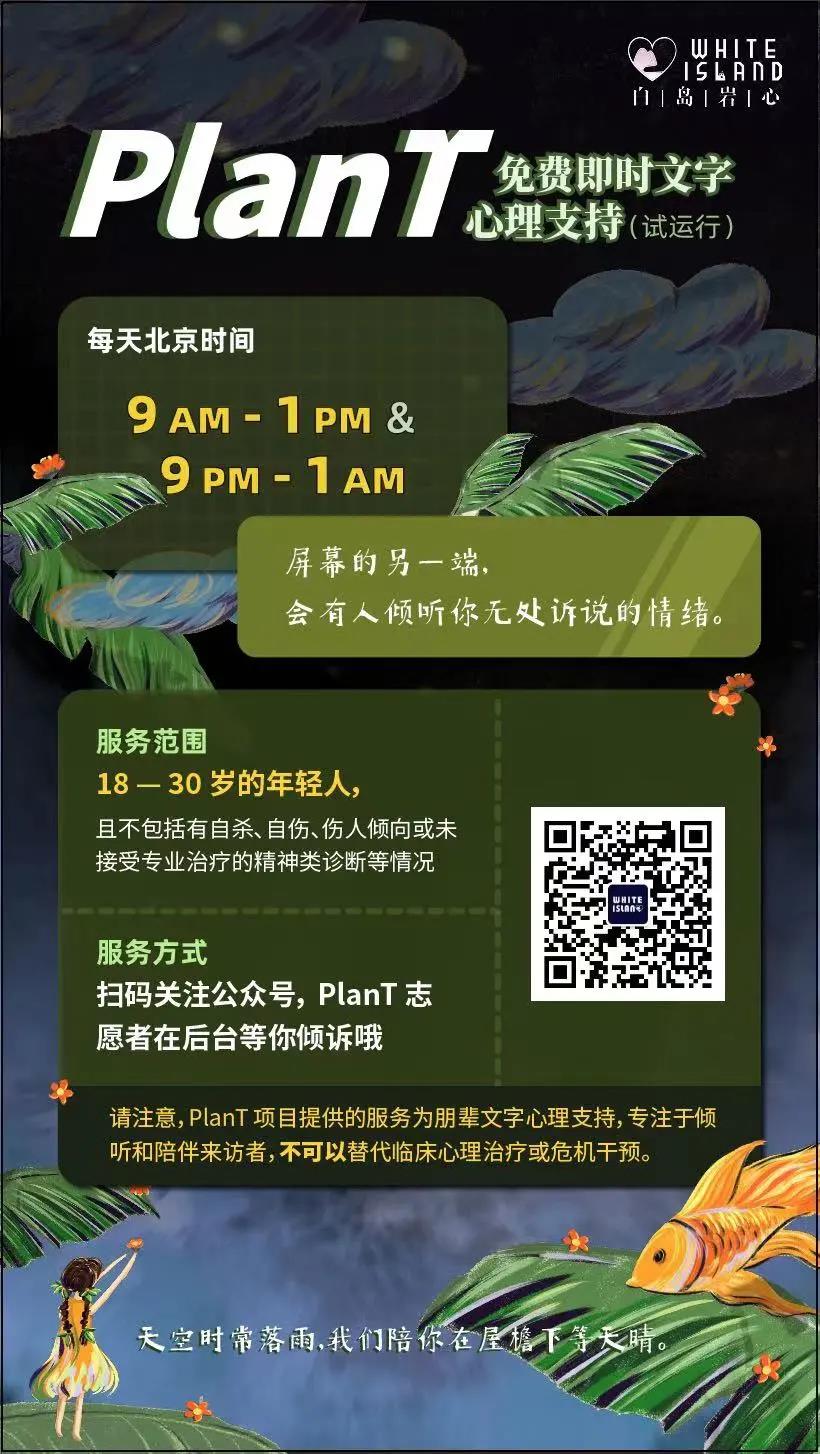 WHITE
ISLAND
白|岛|岩|心
PlanT
免费即时文字
心理支持(试运行)
每天北京时间
9 AM - 1 PM &
9 PM - 1 AM
屏幕的另一端,
会有人倾听你无处诉说的情绪。
服务范围
18 — 30 岁的年轻人,
且不包括有自杀、自伤、伤人倾向或未
接受专业治疗的精神类诊断等情况
WHITE
ISLAND
服务方式
扫码关注公众号, PlanT 志
愿者在后台等你倾诉哦
请注意, PlanT 项目提供的服务为朋辈文字心理支持, 专注于倾
听和陪伴来访者, 不可以替代临床心理治疗或危机干预。
天空时常落雨,我们陪你在屋檐下等天晴。